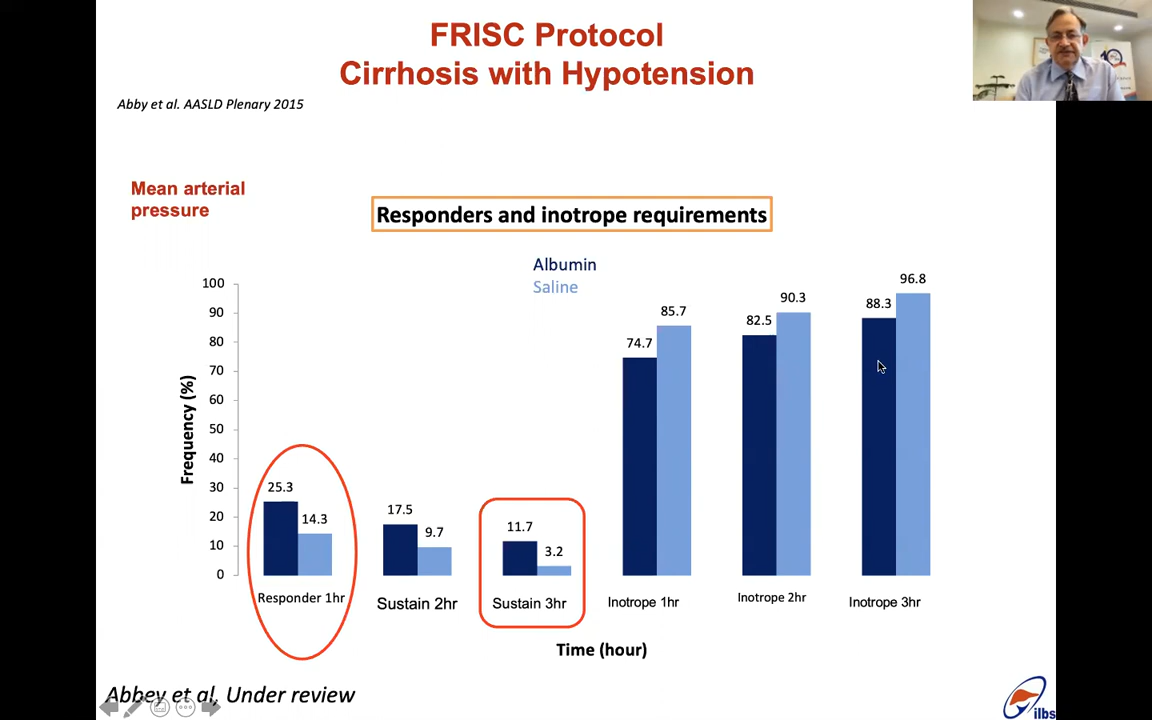 FRISC Protocol
Cirrhosis with Hypotension
Abby et al. AASLD Plenary 2015
Mean arterial
pressure
Responders and inotrope requirements
Albumin
Saline
Frequency (%)
100
90
80
70
60
50
40
30
20
10
0
25.3
14.3
17.5
9.7
11.7
3.2
74.7
85.7
82.5
90.3
88.3
96.8
Responder 1hr
Sustain 2hr
Sustain 3hr
Inotrope 1hr
Inotrope 2hr
Inotrope 3hr
Time (hour)
Abbey et al, Under review
ilbs